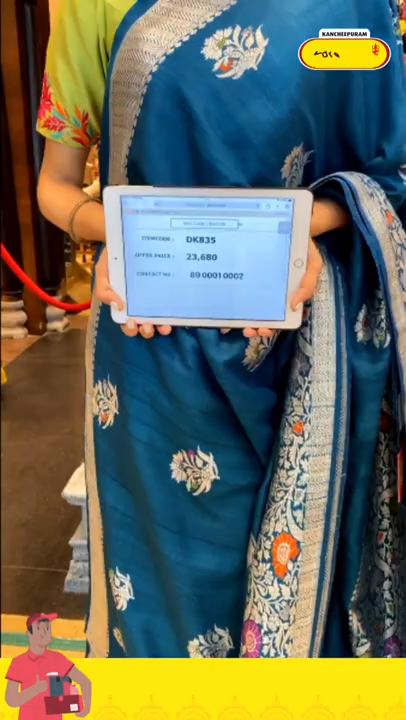 KANCHEEPURAM
ITEMCODE : DK835
OFFER PRICE : 23,680
CONTACT NO : 89 0001 0002